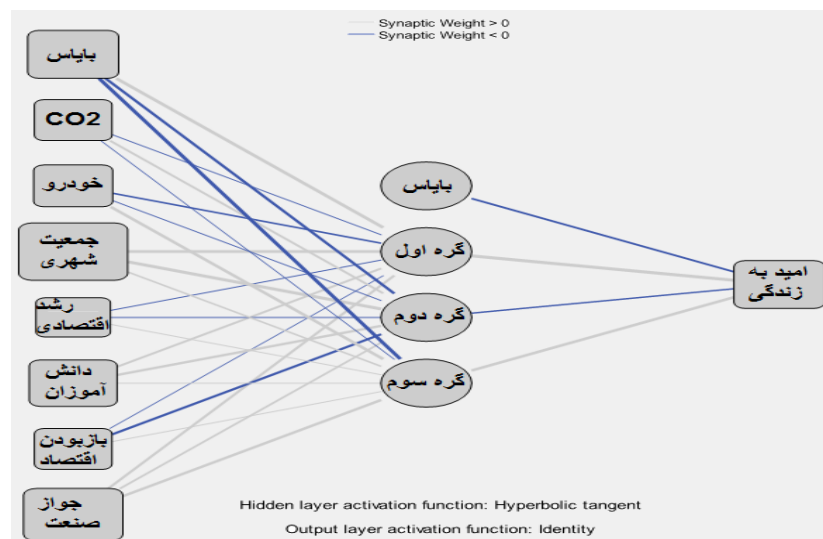 Synaptic Weight > 0
Synaptic Weight < 0
بایاس
CO2
خودرو
جمعیت
شهری
رشد
اقتصادی
دانش
آموزان
بازبودن
اقتصاد
جواز
صنعت
بایاس
گره اول
گره دوم
گره سوم
امید به
زندگی
Hidden layer activation function: Hyperbolic tangent
Output layer activation function: Identity